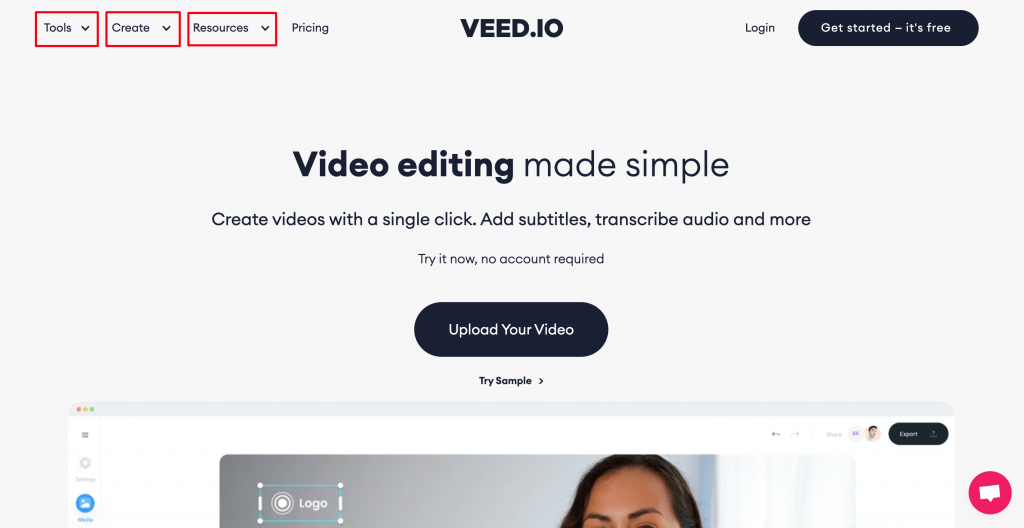 Tools Create Resources Pricing VEED.IO Login Get started – it's free
Video editing made simple
Create videos with a single click. Add subtitles, transcribe audio and more
Try it now, no account required
Upload Your Video
Try Sample
Share SK Export
Settings
Logo
Media